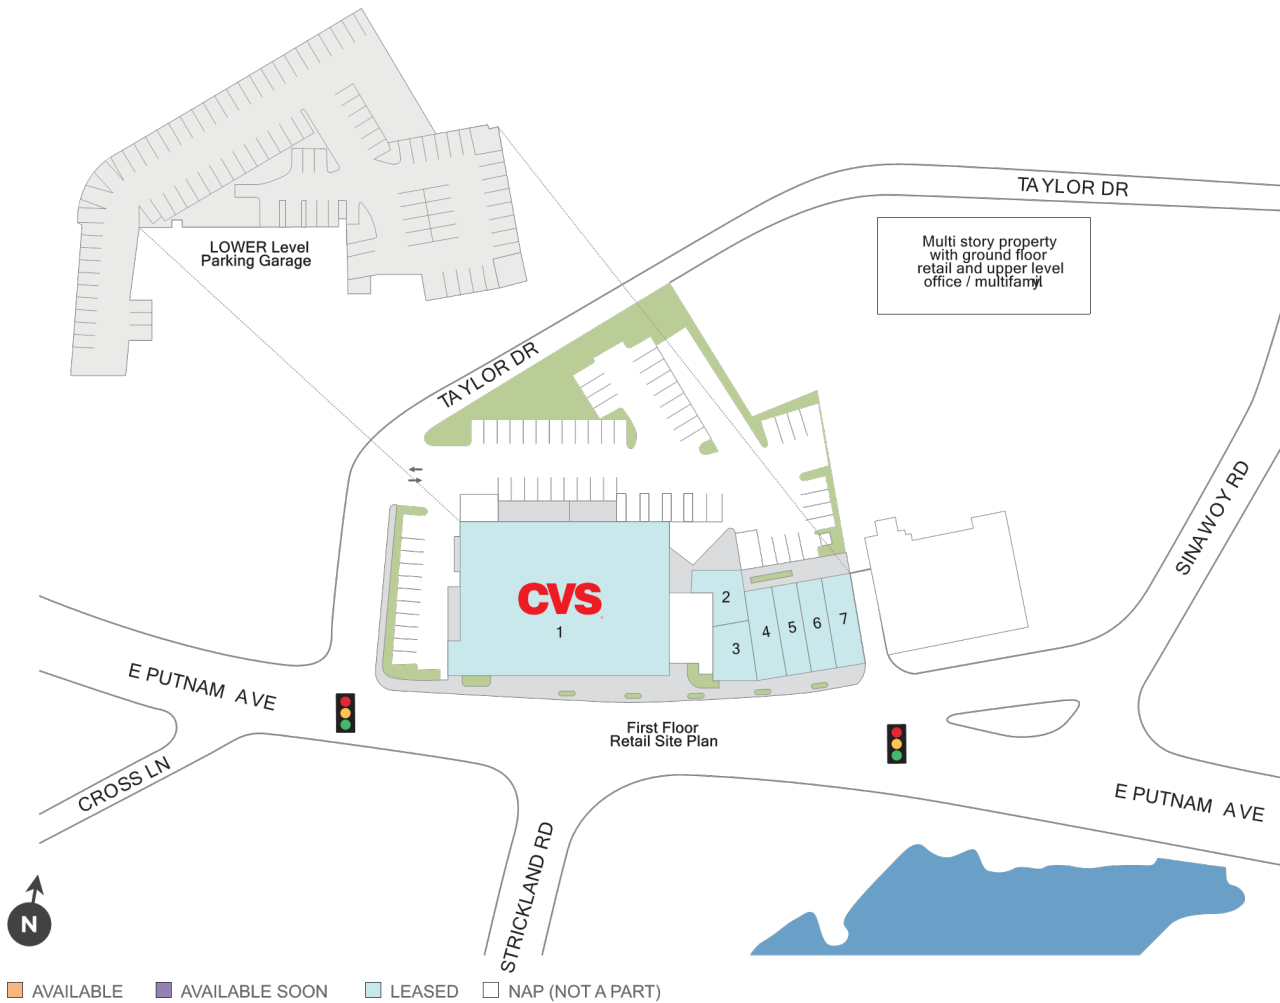 TAYLOR DR
Multi story property
with ground floor
retail and upper level
office / multifamily.
LOWER Level
Parking Garage
TAYLOR DR
SINAWOY RD
CVS
1
2
3
4
5
6
7
E PUTNAM AVE
First Floor
Retail Site Plan
CROSS LN
E PUTNAM AVE
STRICKLAND RD
N
AVAILABLE
AVAILABLE SOON
LEASED
NAP (NOT A PART)